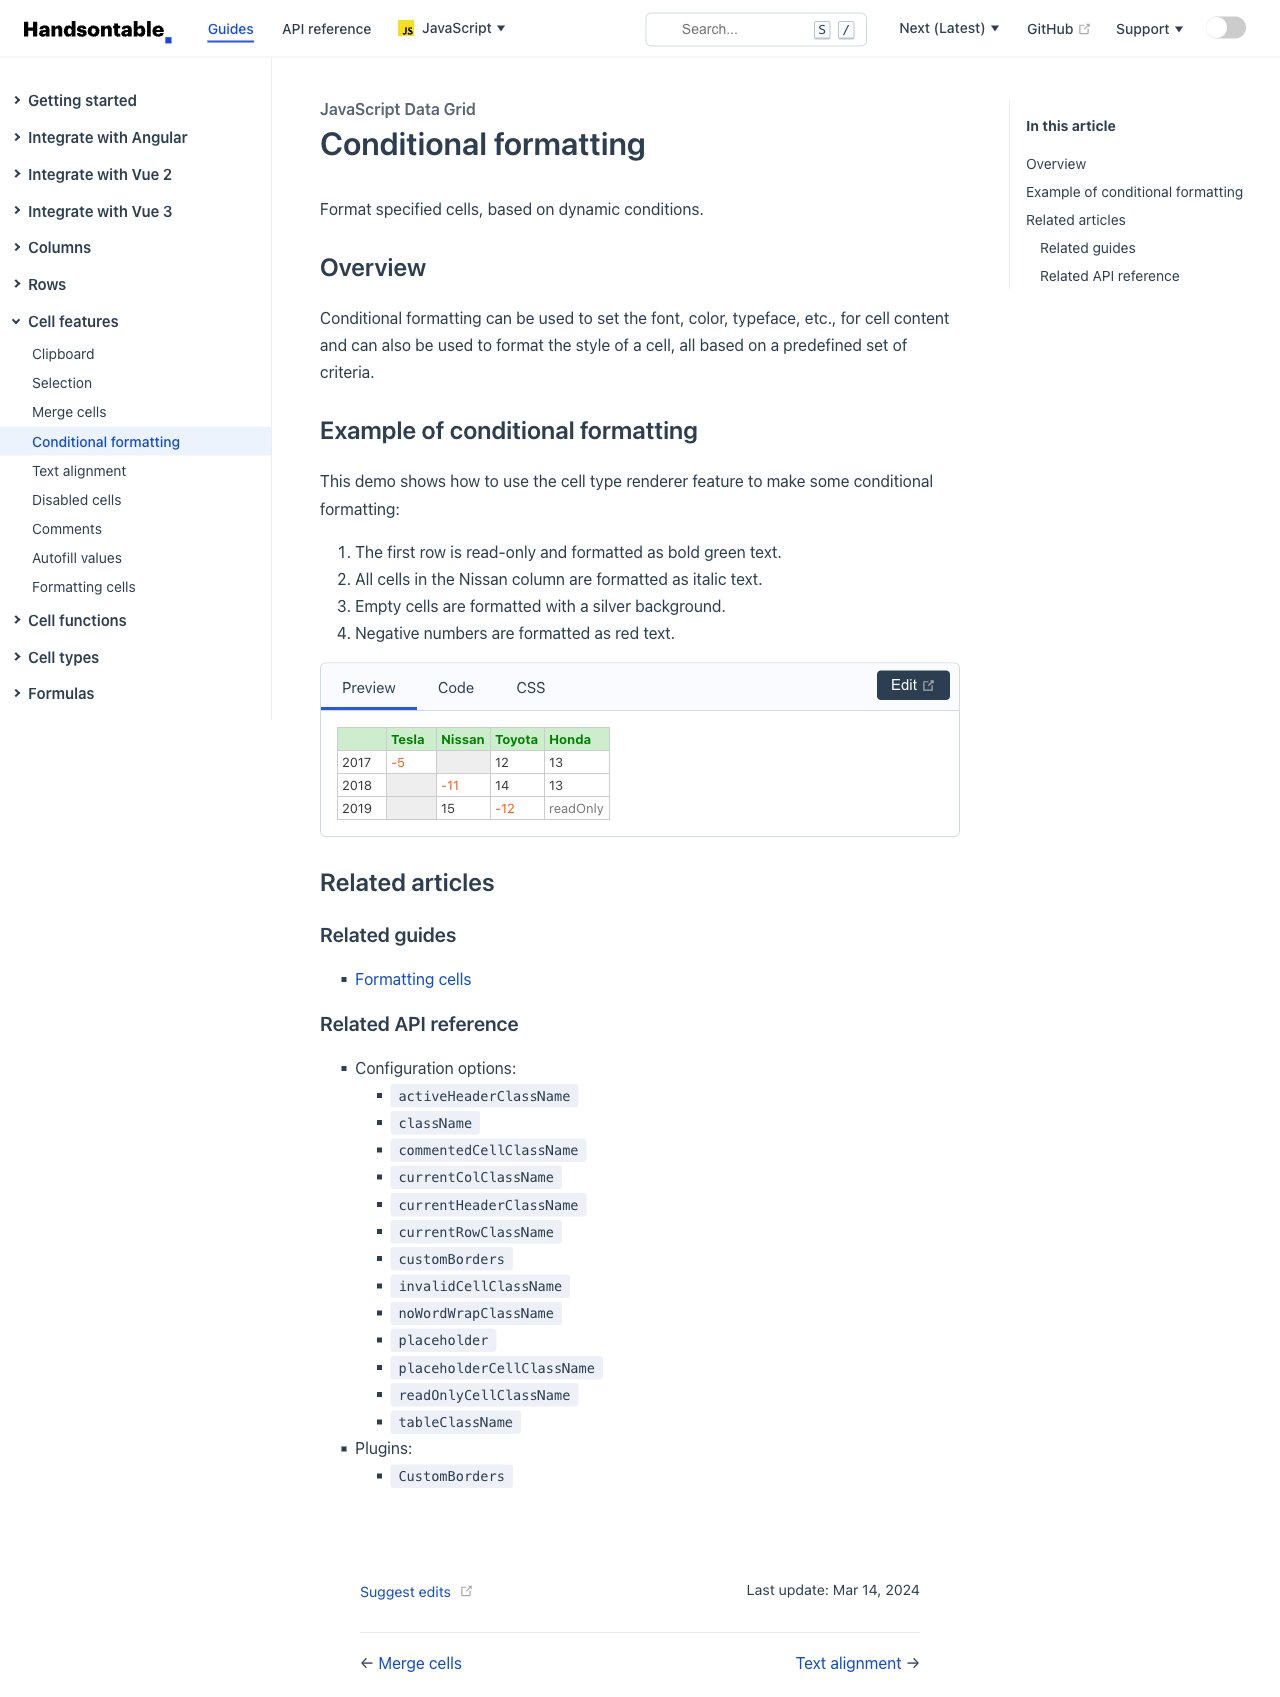 Handsontable
Guides
API reference
JS JavaScript
Search...
S /
Next (Latest)
GitHub
Support
Getting started
Integrate with Angular
Integrate with Vue 2
Integrate with Vue 3
Columns
Rows
Cell features
Clipboard
Selection
Merge cells
Conditional formatting
Text alignment
Disabled cells
Comments
Autofill values
Formatting cells
Cell functions
Cell types
Formulas
JavaScript Data Grid
Conditional formatting
Format specified cells, based on dynamic conditions.
Overview
Conditional formatting can be used to set the font, color, typeface, etc., for cell content
and can also be used to format the style of a cell, all based on a predefined set of
criteria.
Example of conditional formatting
This demo shows how to use the cell type renderer feature to make some conditional
formatting:
1. The first row is read-only and formatted as bold green text.
2. All cells in the Nissan column are formatted as italic text.
3. Empty cells are formatted with a silver background.
4. Negative numbers are formatted as red text.
Preview Code CSS Edit
Tesla Nissan Toyota Honda
2017 -5 12 13
2018 -11 14 13
2019 15 -12 readOnly
Related articles
Related guides
Formatting cells
Related API reference
Configuration options:
activeHeaderClassName
className
commentedCellClassName
currentColClassName
currentHeaderClassName
currentRowClassName
customBorders
invalidCellClassName
noWordWrapClassName
placeholder
placeholderCellClassName
readOnlyCellClassName
tableClassName
Plugins:
CustomBorders
Suggest edits
Last update: Mar 14, 2024
← Merge cells
Text alignment →
In this article
Overview
Example of conditional formatting
Related articles
Related guides
Related API reference